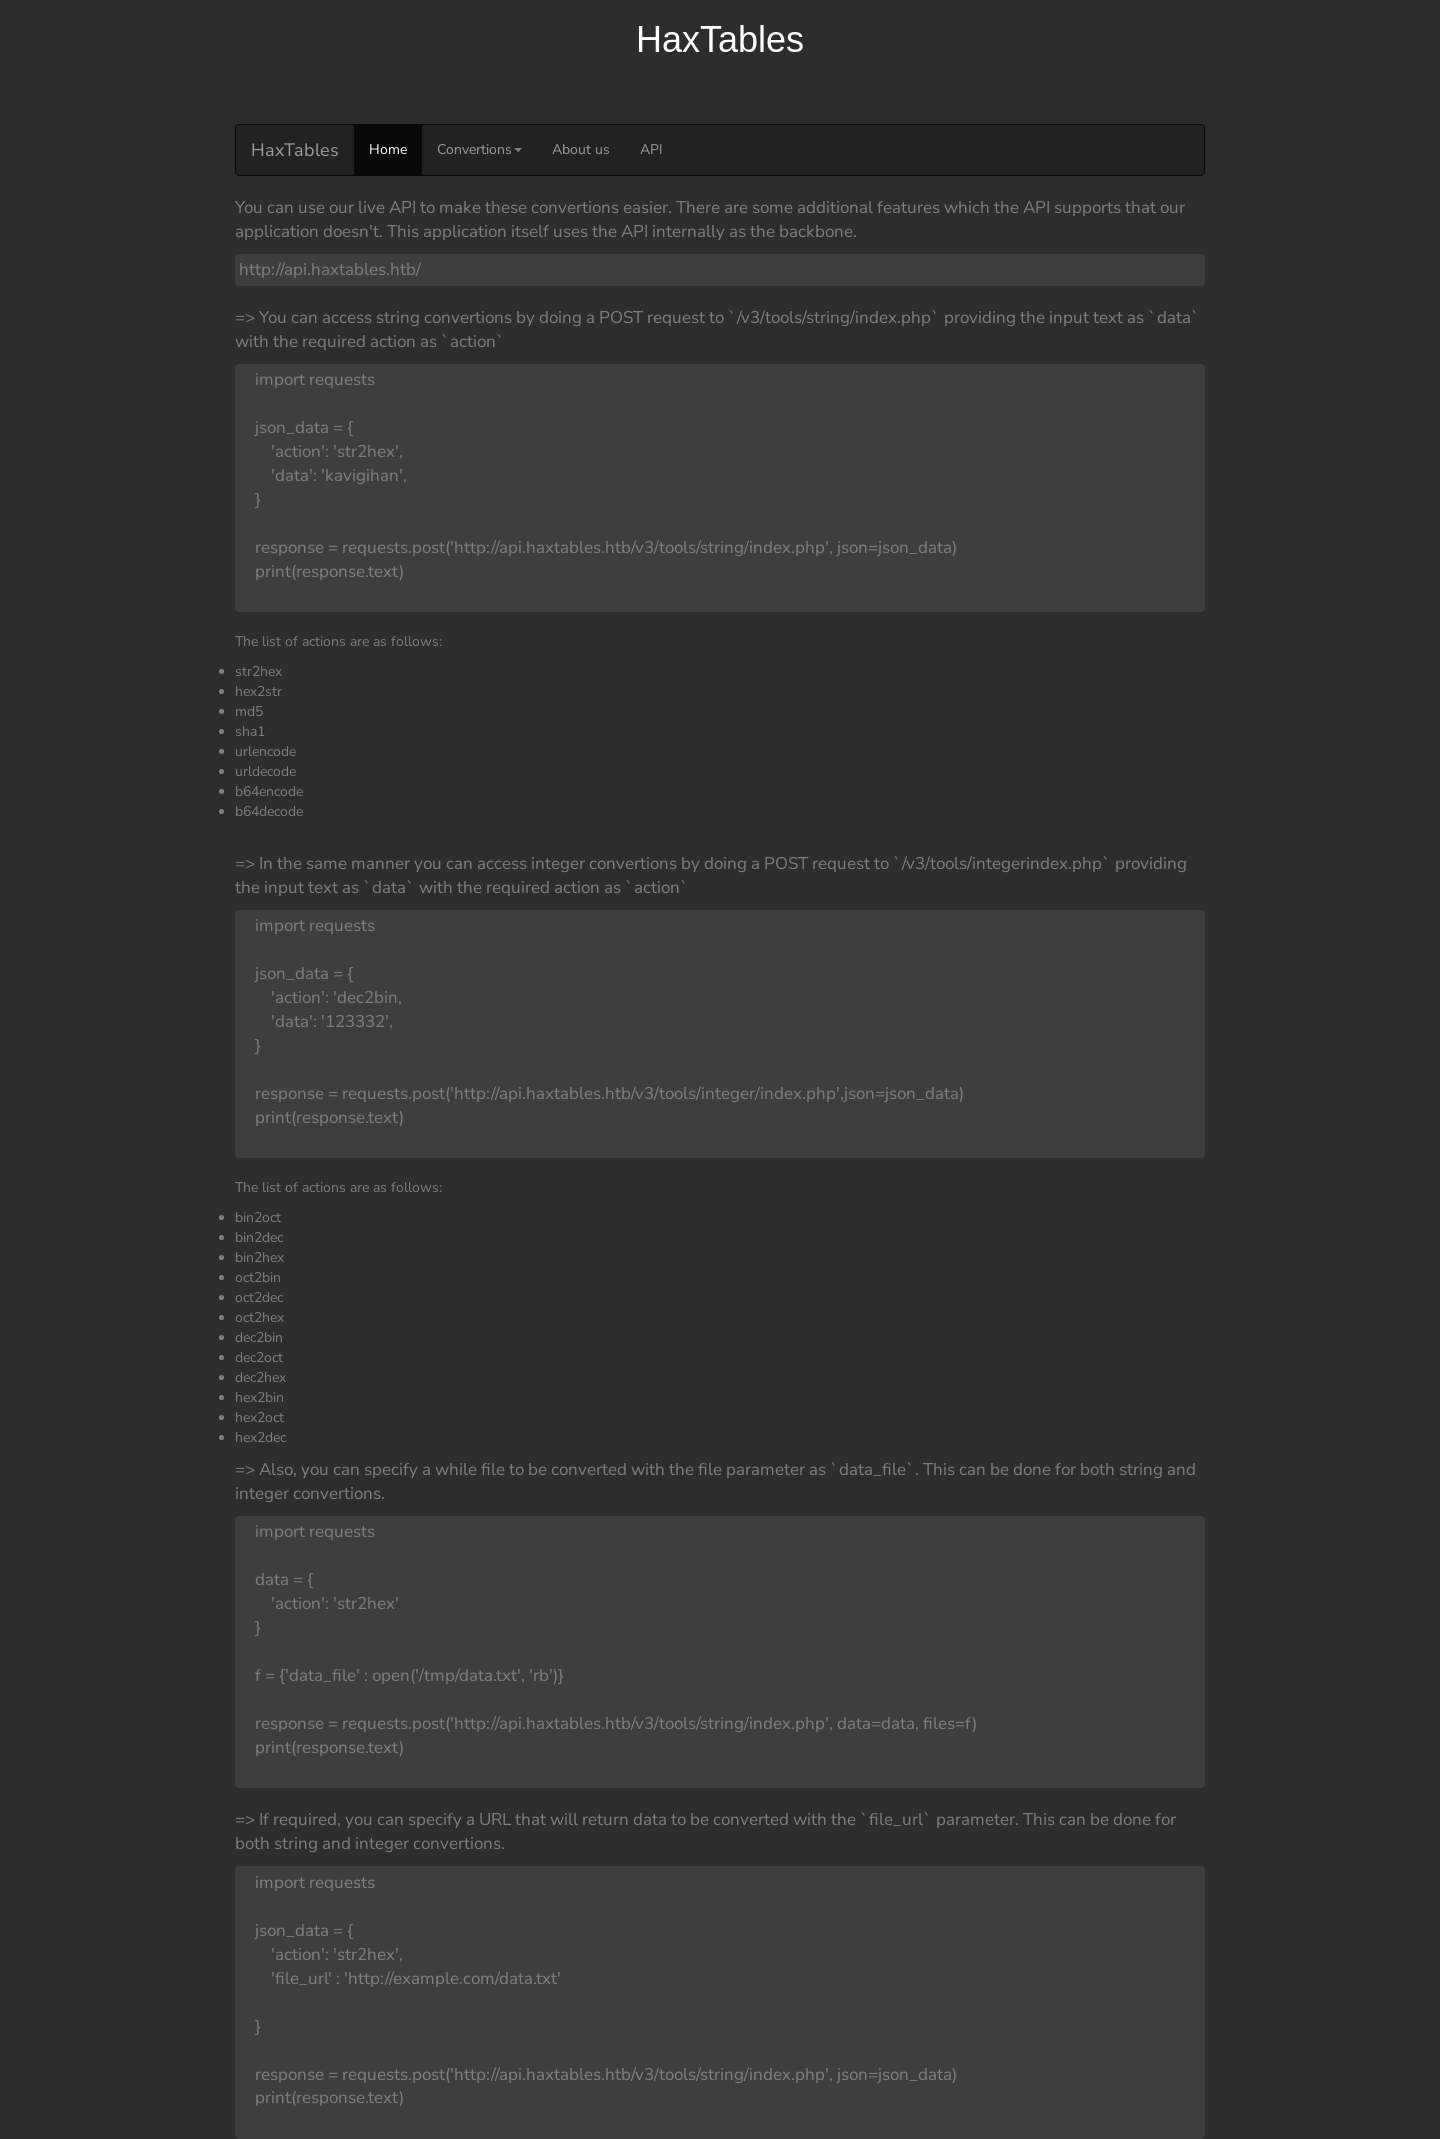 HaxTables
HaxTables Home Convertions About us API
You can use our live API to make these convertions easier. There are some additional features which the API supports that our
application doesn't. This application itself uses the API internally as the backbone.
http://api.haxtables.htb/
=> You can access string convertions by doing a POST request to `/v3/tools/string/index.php` providing the input text as `data`
with the required action as `action`
import requests
json_data = {
'action': 'str2hex',
'data': 'kavigihan',
}
response = requests.post('http://api.haxtables.htb/v3/tools/string/index.php', json=json_data)
print(response.text)
The list of actions are as follows:
str2hex
hex2str
md5
sha1
urlencode
urldecode
b64encode
b64decode
=> In the same manner you can access integer convertions by doing a POST request to `/v3/tools/integerindex.php` providing
the input text as `data` with the required action as `action`
import requests
json_data = {
'action': 'dec2bin,
'data': '123332',
}
response = requests.post('http://api.haxtables.htb/v3/tools/integer/index.php',json=json_data)
print(response.text)
The list of actions are as follows:
bin2oct
bin2dec
bin2hex
oct2bin
oct2dec
oct2hex
dec2bin
dec2oct
dec2hex
hex2bin
hex2oct
hex2dec
=> Also, you can specify a while file to be converted with the file parameter as `data_file`. This can be done for both string and
integer convertions.
import requests
data = {
'action': 'str2hex'
}
f = {'data_file' : open('/tmp/data.txt', 'rb')}
response = requests.post('http://api.haxtables.htb/v3/tools/string/index.php', data=data, files=f)
print(response.text)
=> If required, you can specify a URL that will return data to be converted with the `file_url` parameter. This can be done for
both string and integer convertions.
import requests
json_data = {
'action': 'str2hex',
'file_url' : 'http://example.com/data.txt'
}
response = requests.post('http://api.haxtables.htb/v3/tools/string/index.php', json=json_data)
print(response.text)